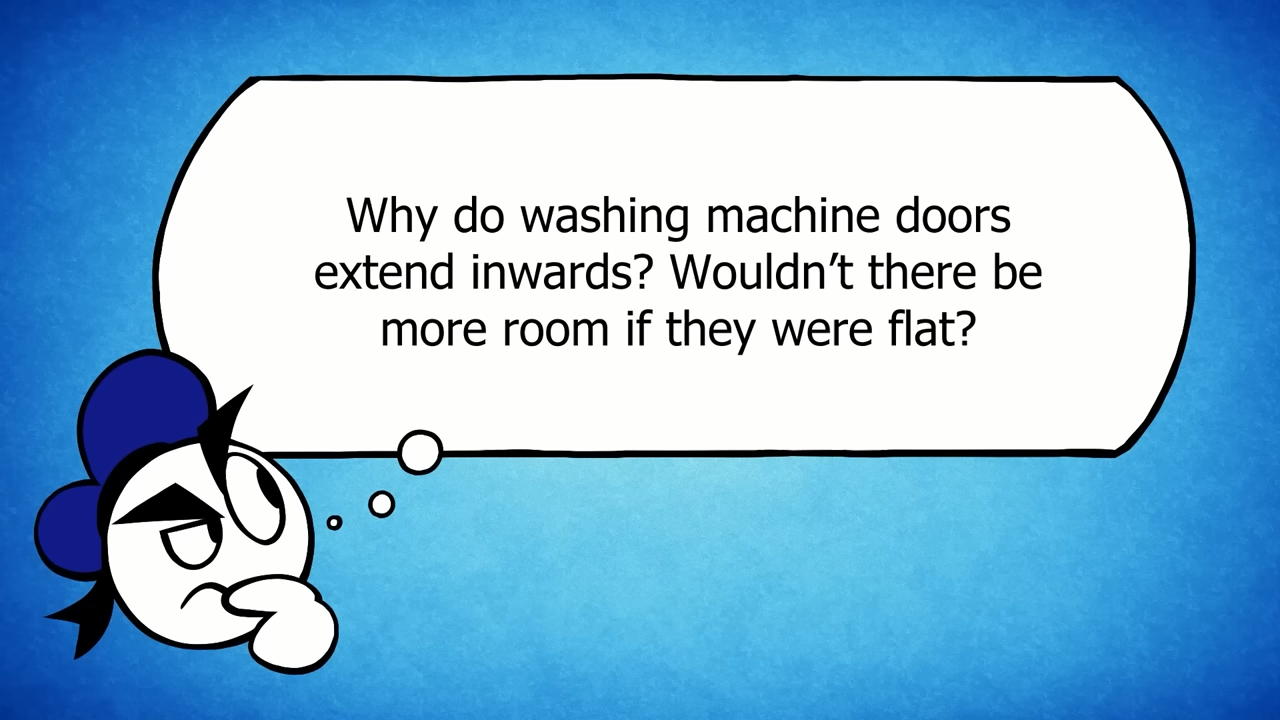 Why do washing machine doors
extend inwards? Wouldn’t there be
more room if they were flat?